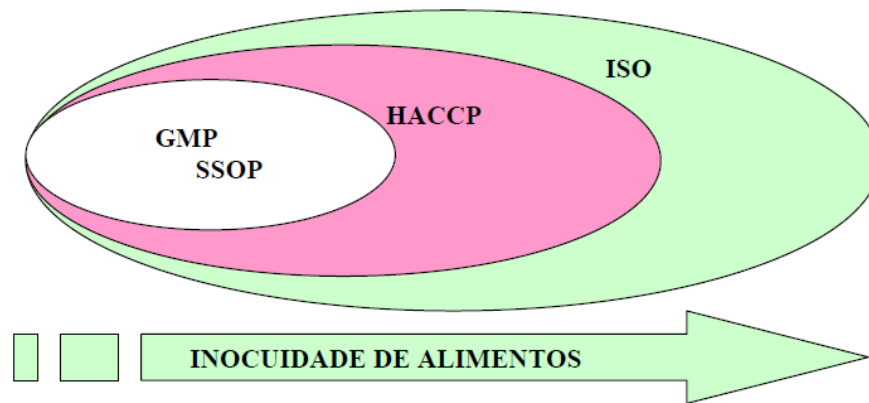 ISO
HACCP
GMP
SSOP
INOCUIDADE DE ALIMENTOS